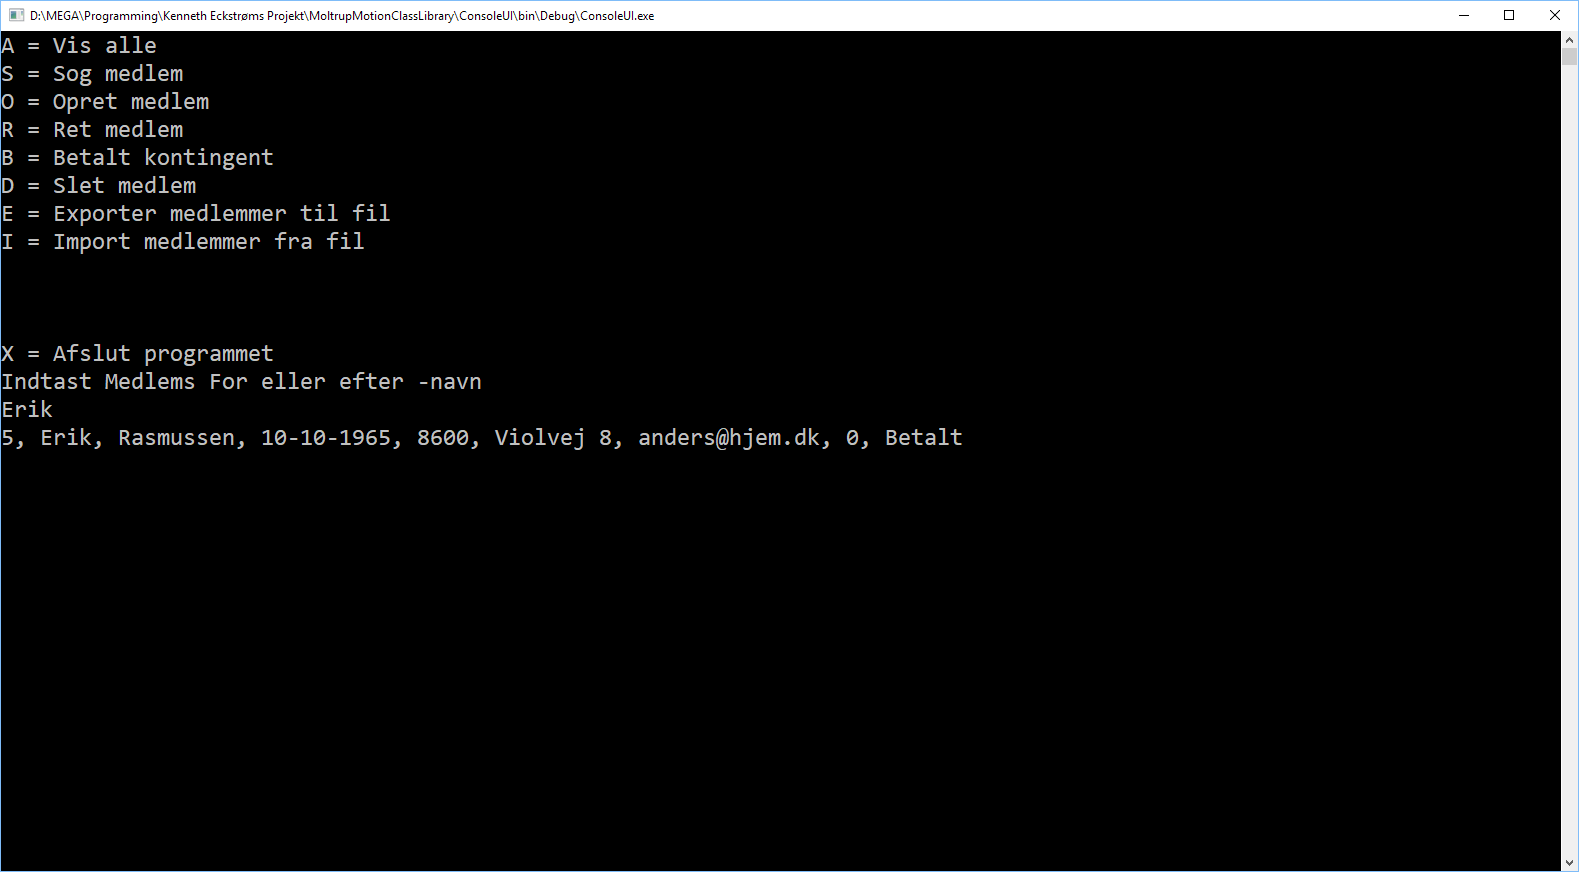 D:\MEGA\Programming\Kenneth Eckstrøms Projekt\MoltrupMotionClassLibrary\ConsoleUI\bin\Debug\ConsoleUI.exe
A = Vis alle
S = Sog medlem
O = Opret medlem
R = Ret medlem
B = Betalt kontingent
D = Slet medlem
E = Exporter medlemmer til fil
I = Import medlemmer fra fil
X = Afslut programmet
Indtast Medlems For eller efter -navn
Erik
5, Erik, Rasmussen, 10-10-1965, 8600, Violvej 8, anders@hjem.dk, 0, Betalt